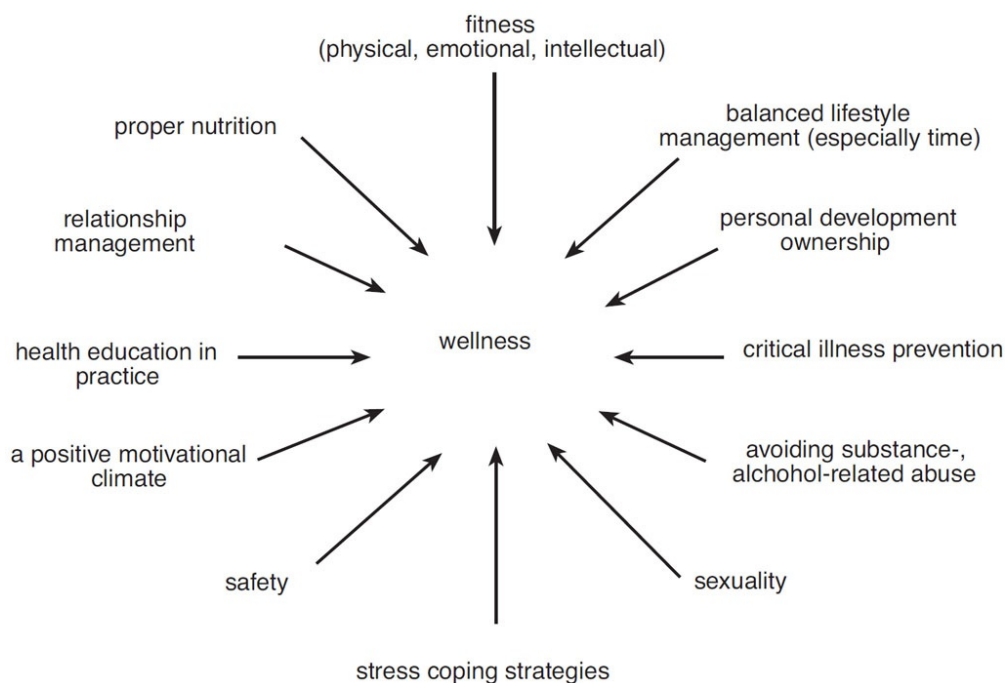 fitness
(physical, emotional, intellectual)
proper nutrition
balanced lifestyle
management (especially time)
relationship
management
personal development
ownership
wellness
health education in
practice
critical illness prevention
a positive motivational
climate
avoiding substance-,
alchohol-related abuse
safety
sexuality
stress coping strategies